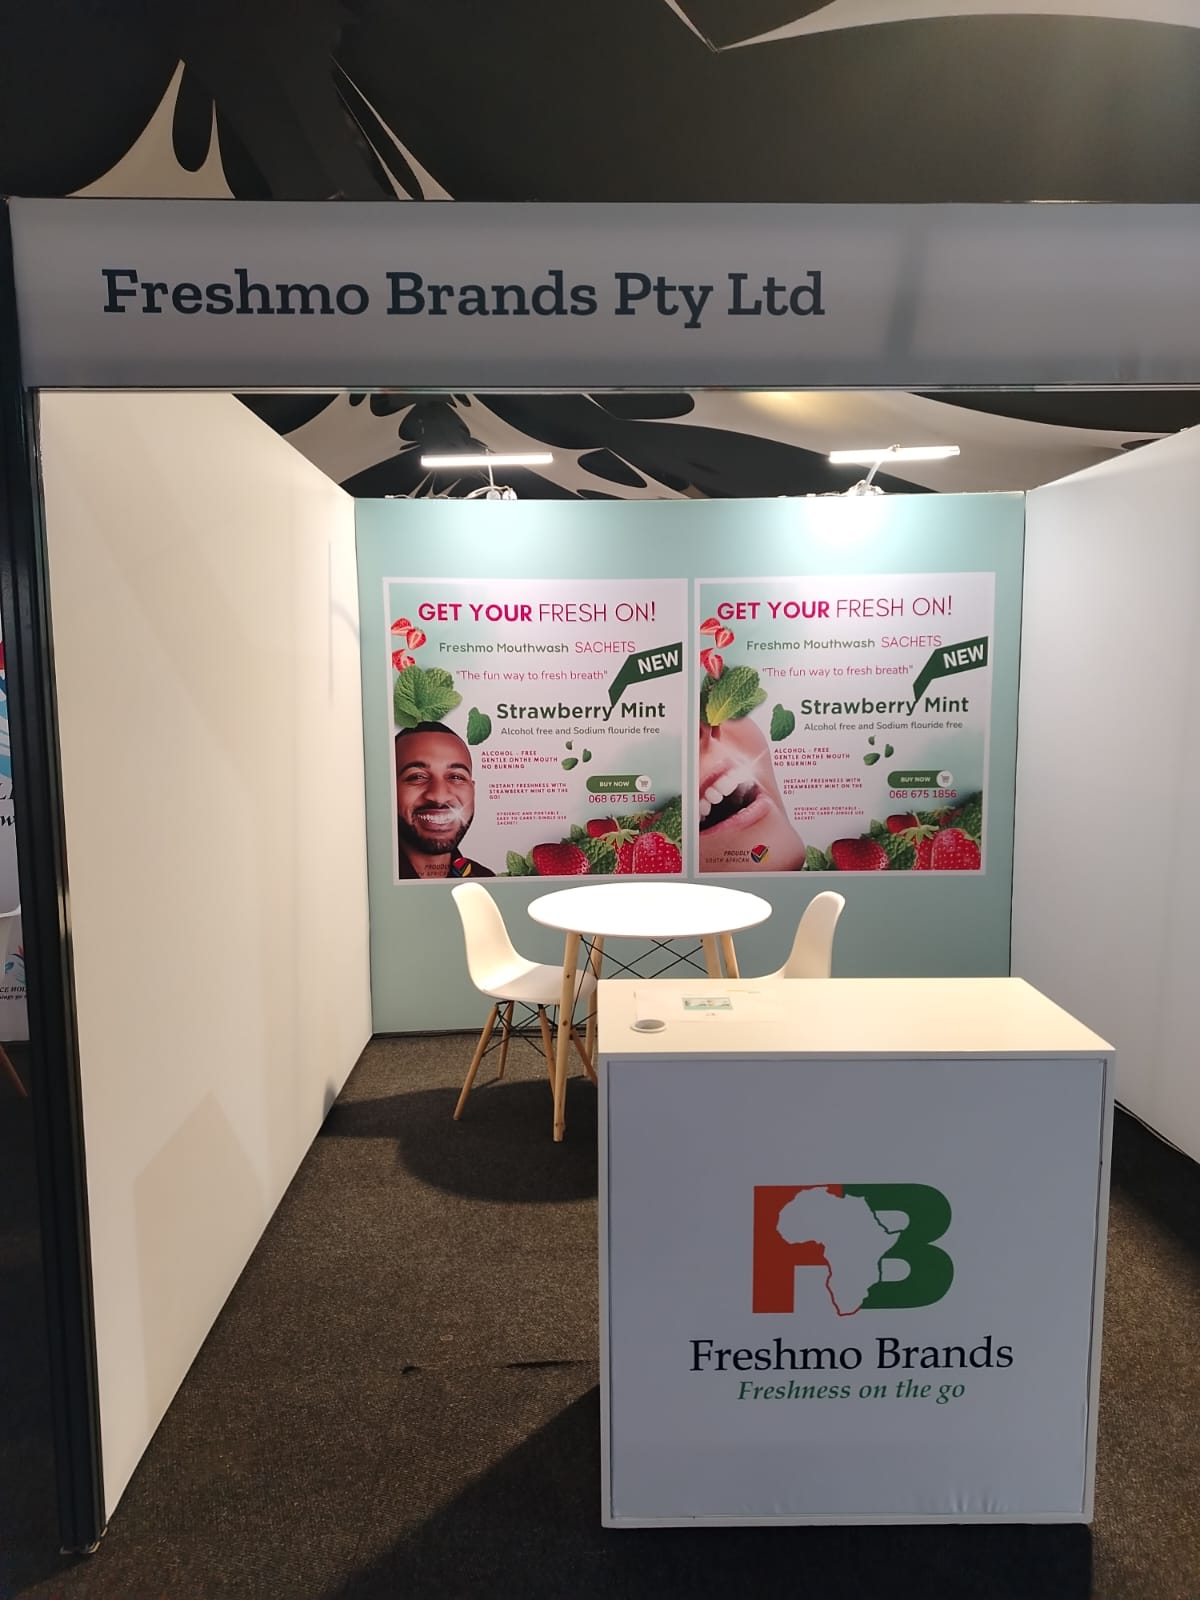 Freshmo Brands Pty Ltd
GET YOUR FRESH ON!
Freshmo Mouthwash SACHETS
NEW
"The fun way to fresh breath"
Strawberry Mint
Alcohol free and Sodium flouride free
ALCOHOL - FREE
GENTLE ONTHE MOUTH
NO BURNING
INSTANT FRESHNESS WITH
STRAWBERRY MINT ON THE
GO!
HYGIENIC AND PORTABLE -
EASY TO CARRY-SINGLE USE
SACHET!
BUY NOW
068 675 1856
PROUDLY
GET YOUR FRESH ON!
Freshmo Mouthwash SACHETS
NEW
"The fun way to fresh breath"
Strawberry Mint
Alcohol free and Sodium flouride free
ALCOHOL - FREE
GENTLE ONTHE MOUTH
NO BURNING
INSTANT FRESHNESS WITH
STRAWBERRY MINT ON THE
GO!
HYGIENIC AND PORTABLE -
EASY TO CARRY-SINGLE USE
SACHET!
BUY NOW
068 675 1856
PROUDLY
SOUTH AFRICAN
FB
Freshmo Brands
Freshness on the go